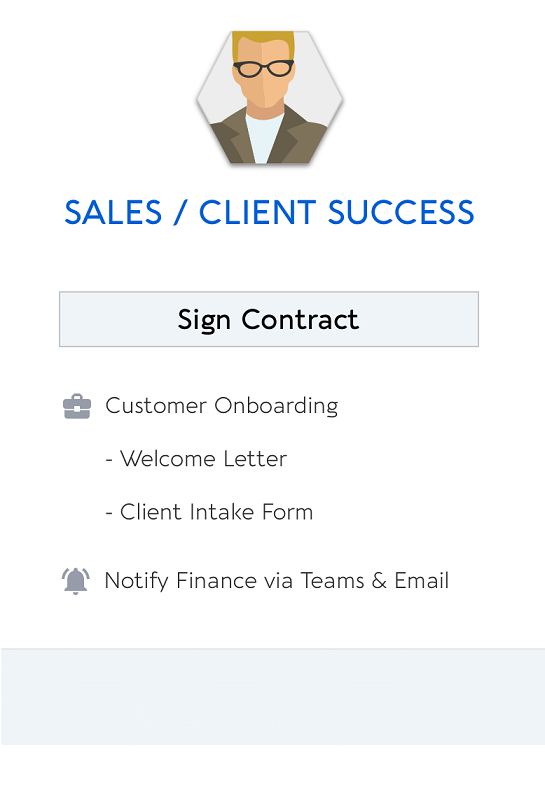 SALES / CLIENT SUCCESS
Sign Contract
Customer Onboarding
- Welcome Letter
- Client Intake Form
Notify Finance via Teams & Email